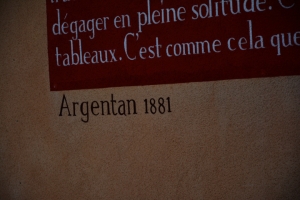 dégager en pleine solitude.
tableaux. C'est comme cela que
Argentan 1881